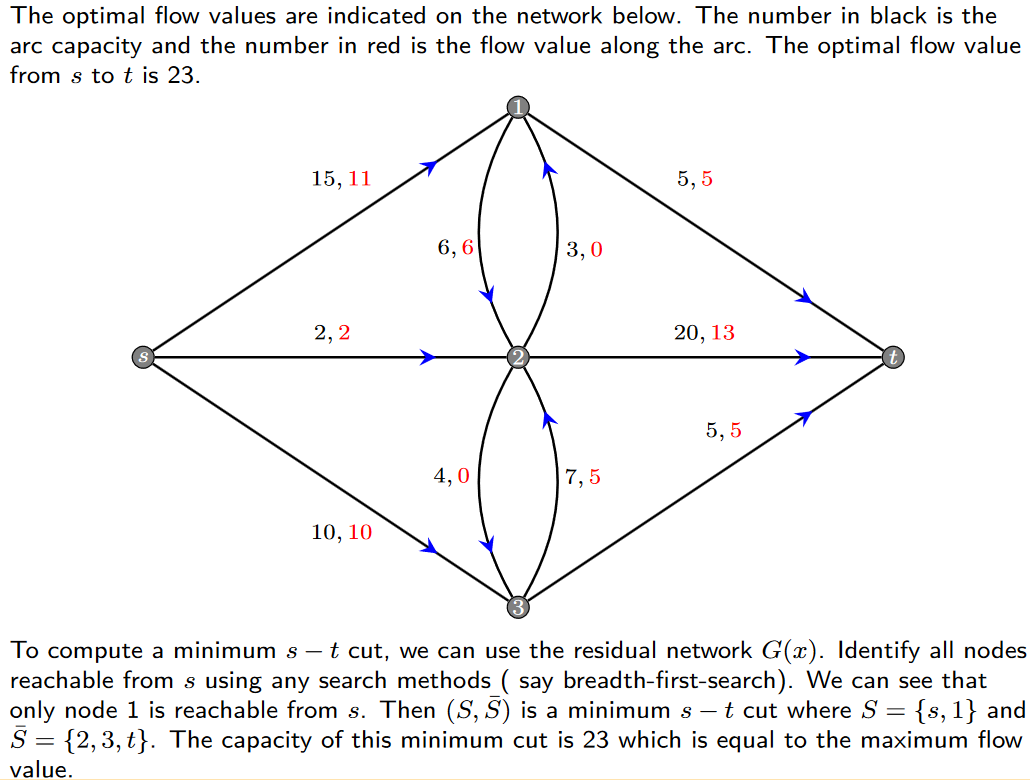 The optimal flow values are indicated on the network below. The number in black is the
arc capacity and the number in red is the flow value along the arc. The optimal flow value
from s to t is 23.
1
15, 11
5, 5
6, 6
3, 0
2, 2
20, 13
s
2
t
5, 5
4, 0
7, 5
10, 10
3
To compute a minimum s − t cut, we can use the residual network G(x). Identify all nodes
reachable from s using any search methods ( say breadth-first-search). We can see that
only node 1 is reachable from s. Then (S, S̄) is a minimum s − t cut where S = {s, 1} and
S̄ = {2, 3, t}. The capacity of this minimum cut is 23 which is equal to the maximum flow
value.